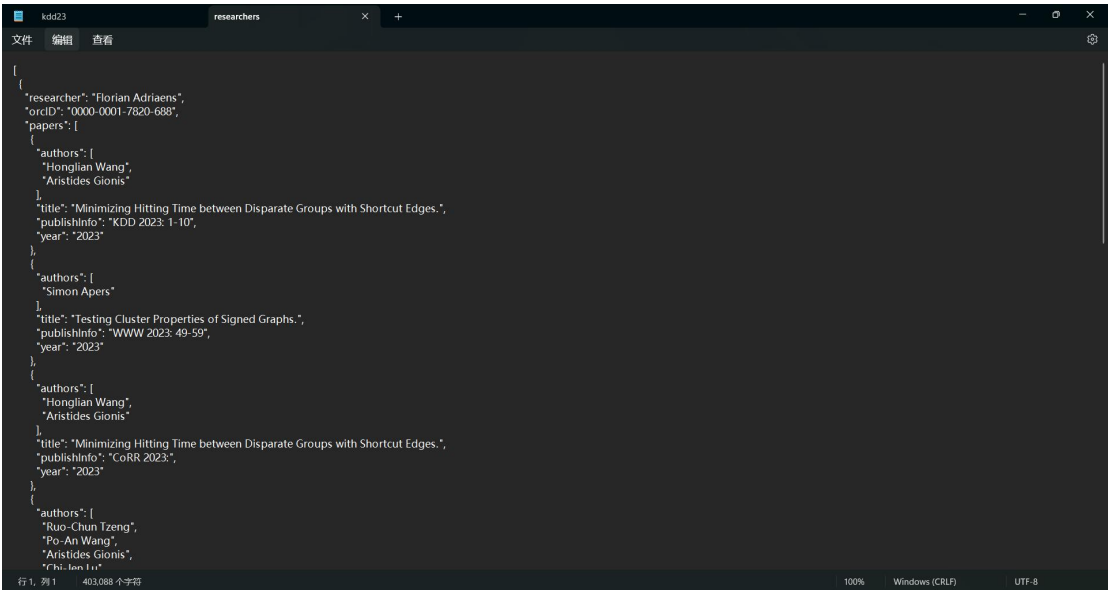 kdd23
researchers
文件 编辑 查看
[
{
"researcher": "Florian Adriaens",
"orcID": "0000-0001-7820-688",
"papers": [
{
"authors": [
"Honglian Wang",
"Aristides Gionis"
],
"title": "Minimizing Hitting Time between Disparate Groups with Shortcut Edges.",
"publishInfo": "KDD 2023: 1-10",
"year": "2023"
},
{
"authors": [
"Simon Apers"
],
"title": "Testing Cluster Properties of Signed Graphs.",
"publishInfo": "WWW 2023: 49-59",
"year": "2023"
},
{
"authors": [
"Honglian Wang",
"Aristides Gionis"
],
"title": "Minimizing Hitting Time between Disparate Groups with Shortcut Edges.",
"publishInfo": "CoRR 2023:",
"year": "2023"
},
{
"authors": [
"Ruo-Chun Tzeng",
"Po-An Wang",
"Aristides Gionis",
"Chi-Jen Lu"
行 1, 列 1 403,088 个字符 100% Windows (CRLF) UTF-8